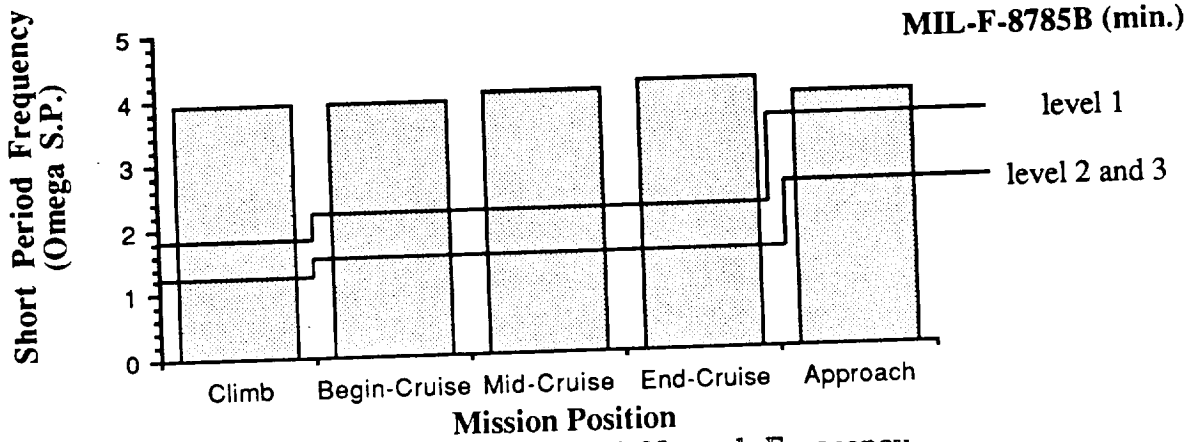 MIL-F-8785B (min.)
Short Period Frequency
(Omega S.P.)
5
4
3
2
1
0
level 1
level 2 and 3
Climb
Begin-Cruise
Mid-Cruise
End-Cruise
Approach
Mission Position